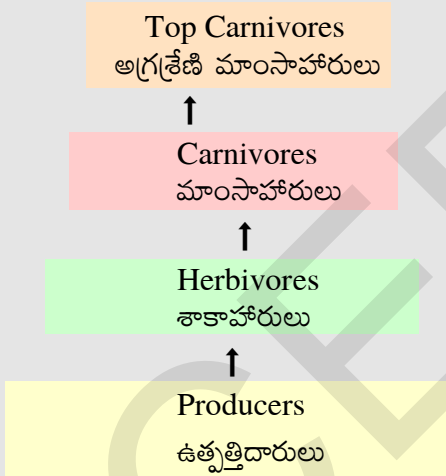 Top Carnivores
అగ్రశ్రేణి మాంసాహారులు
Carnivores
మాంసాహారులు
Herbivores
శాకాహారులు
Producers
ఉత్పత్తిదారులు